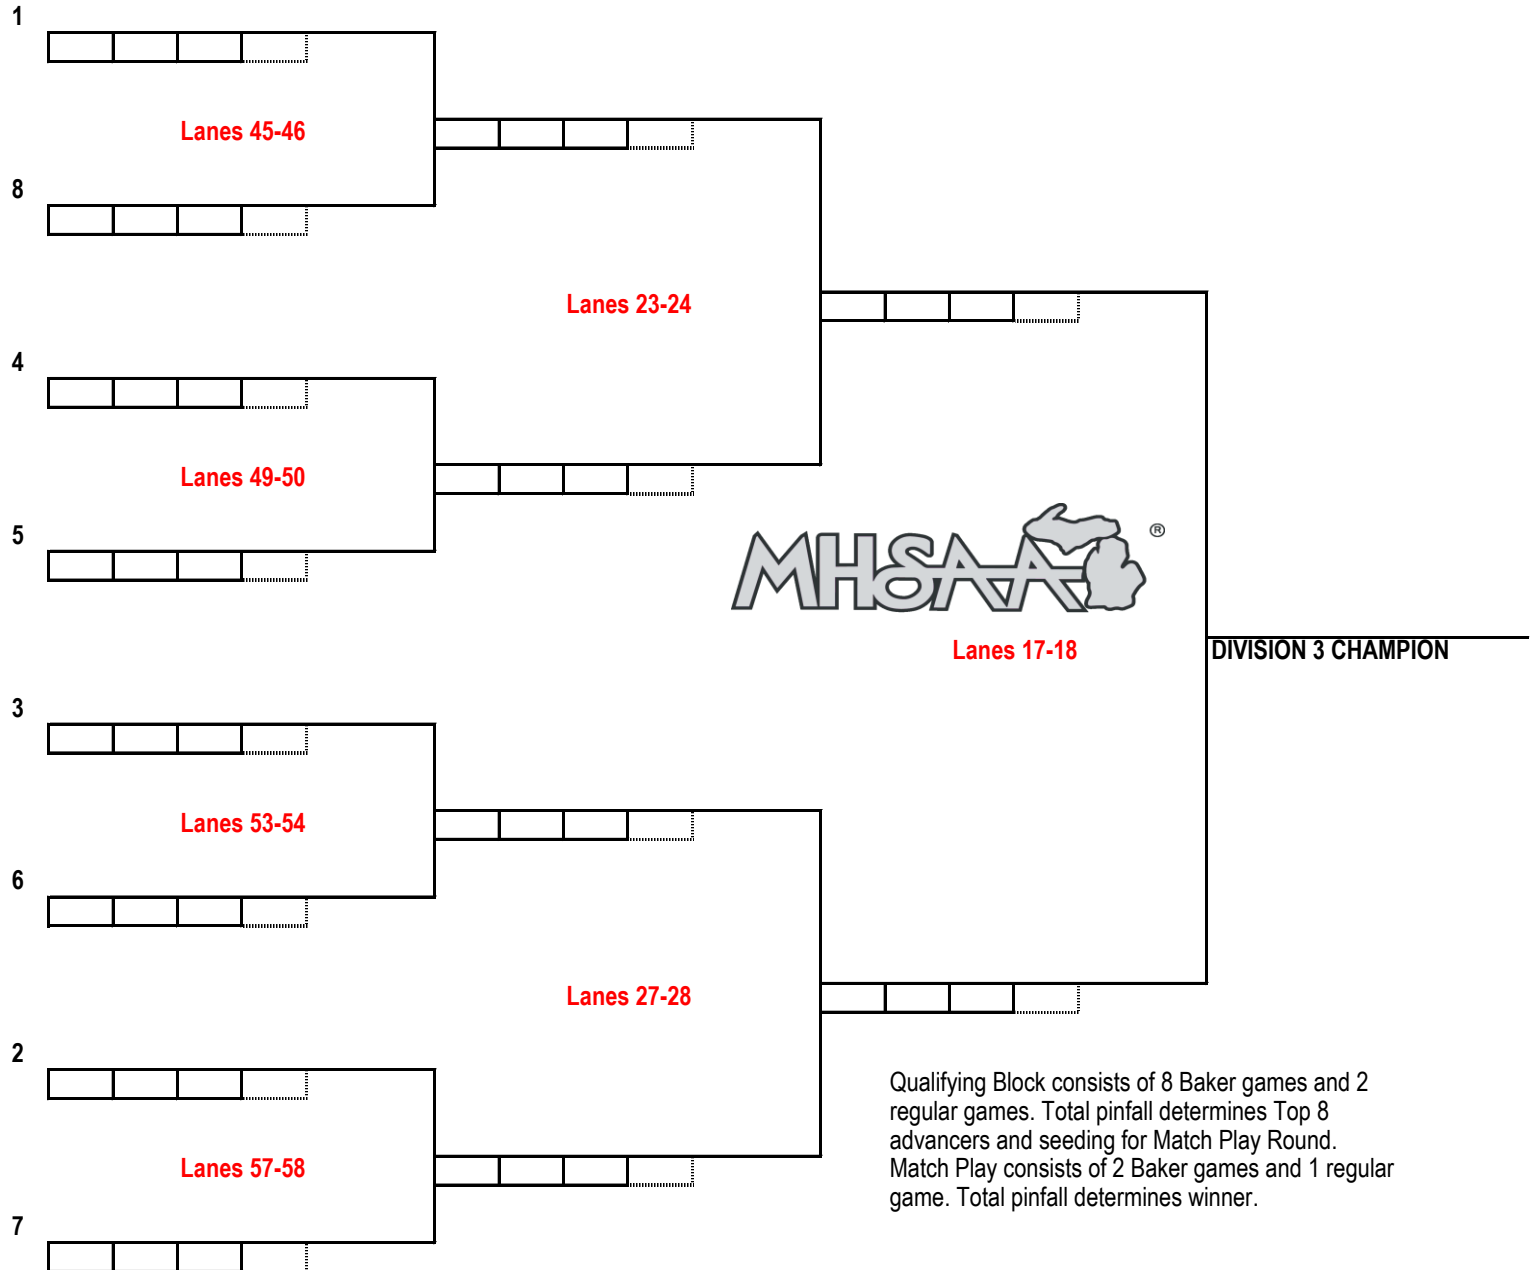 1
Lanes 45-46
8
Lanes 23-24
4
Lanes 49-50
5
MHSAA ®
Lanes 17-18
DIVISION 3 CHAMPION
3
Lanes 53-54
6
Lanes 27-28
2
Lanes 57-58
7
Qualifying Block consists of 8 Baker games and 2
regular games. Total pinfall determines Top 8
advancers and seeding for Match Play Round.
Match Play consists of 2 Baker games and 1 regular
game. Total pinfall determines winner.